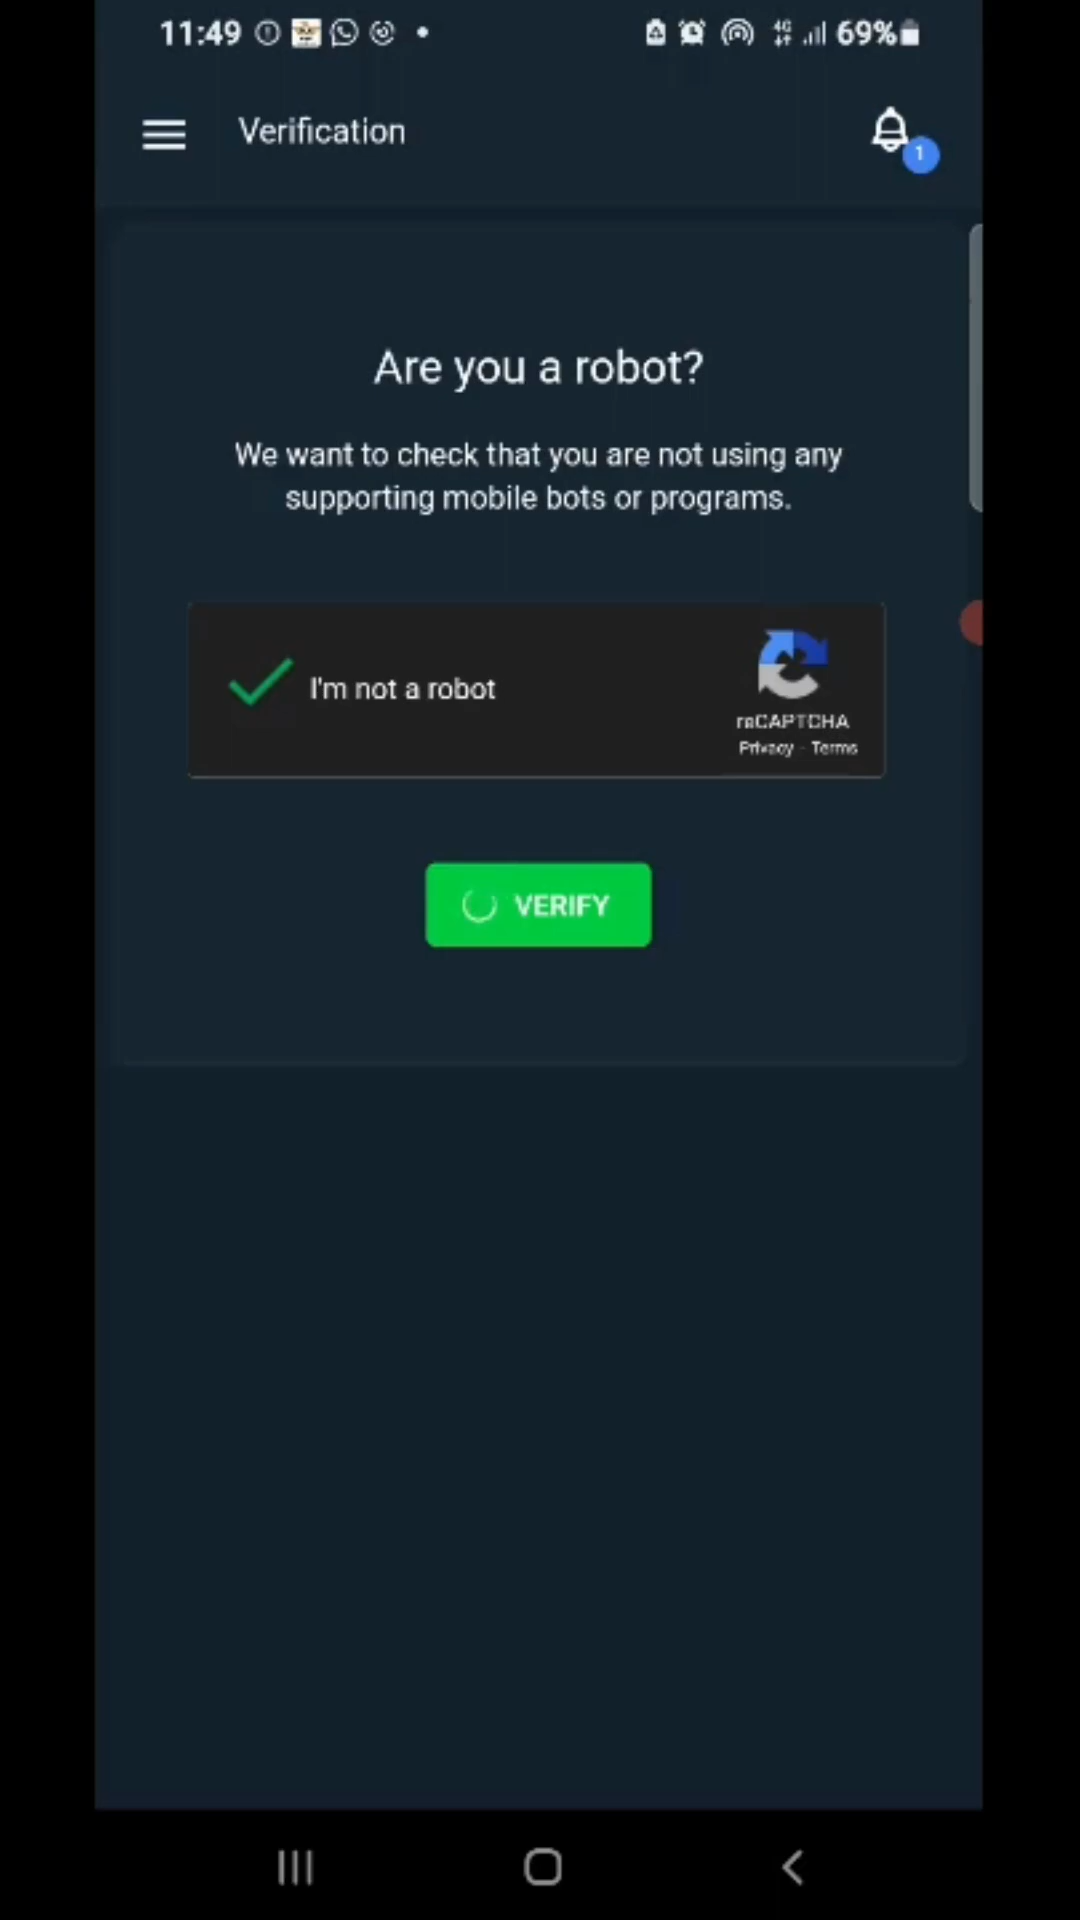 11:49
4G 69%
Verification
1
Are you a robot?
We want to check that you are not using any
supporting mobile bots or programs.
I'm not a robot
reCAPTCHA
Privacy - Terms
VERIFY